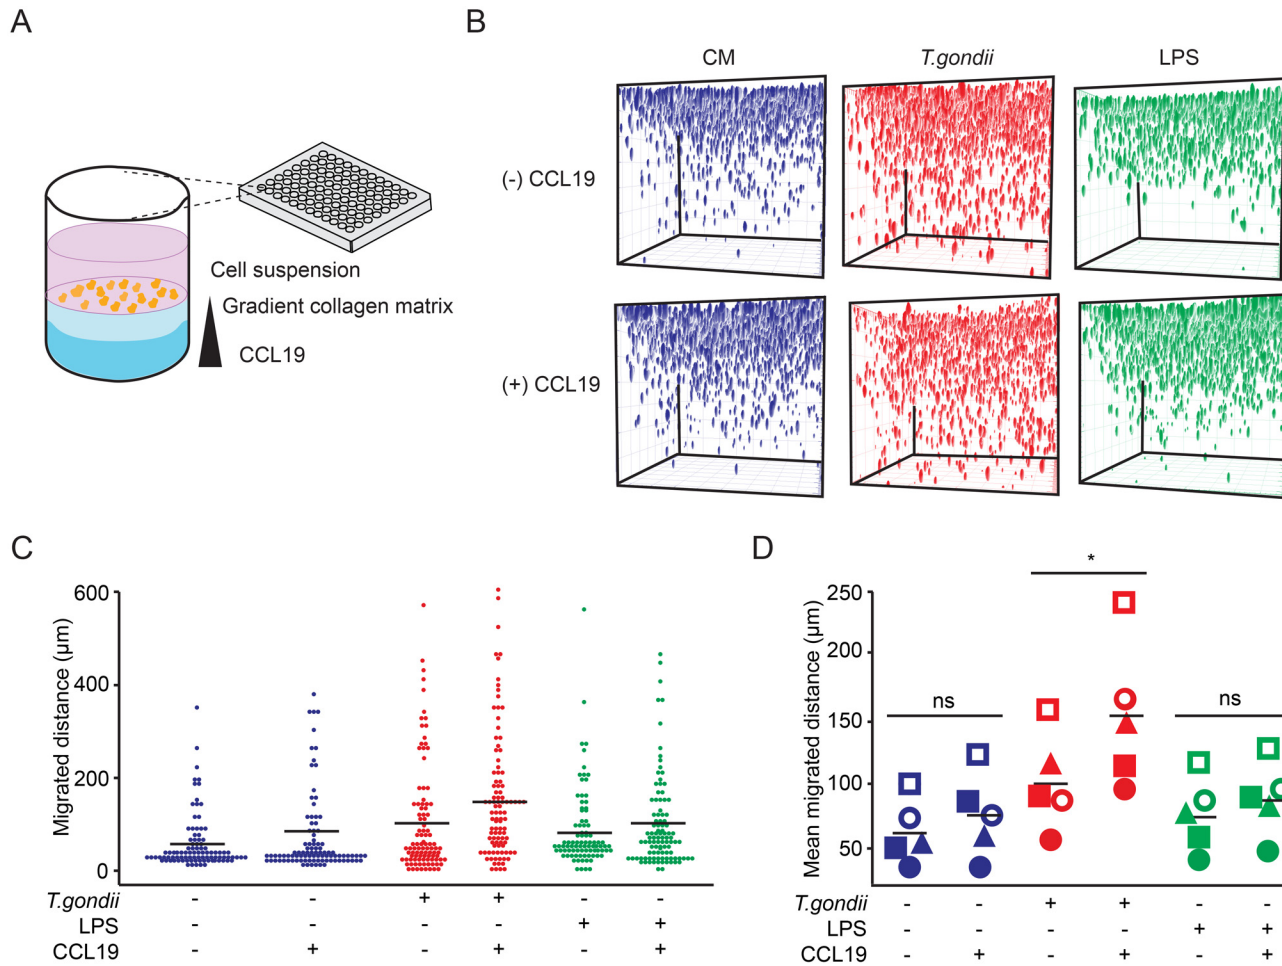 A
Cell suspension
Gradient collagen matrix
CCL19
B
CM T.gondii LPS
(-) CCL19
(+) CCL19
C
Migrated distance (µm)
600
400
200
0
T.gondii - - + + - -
LPS - - - - + +
CCL19 - + - + - +
D
Mean migrated distance (µm)
250
200
150
100
50
ns * ns
T.gondii - - + + - -
LPS - - - - + +
CCL19 - + - + - +